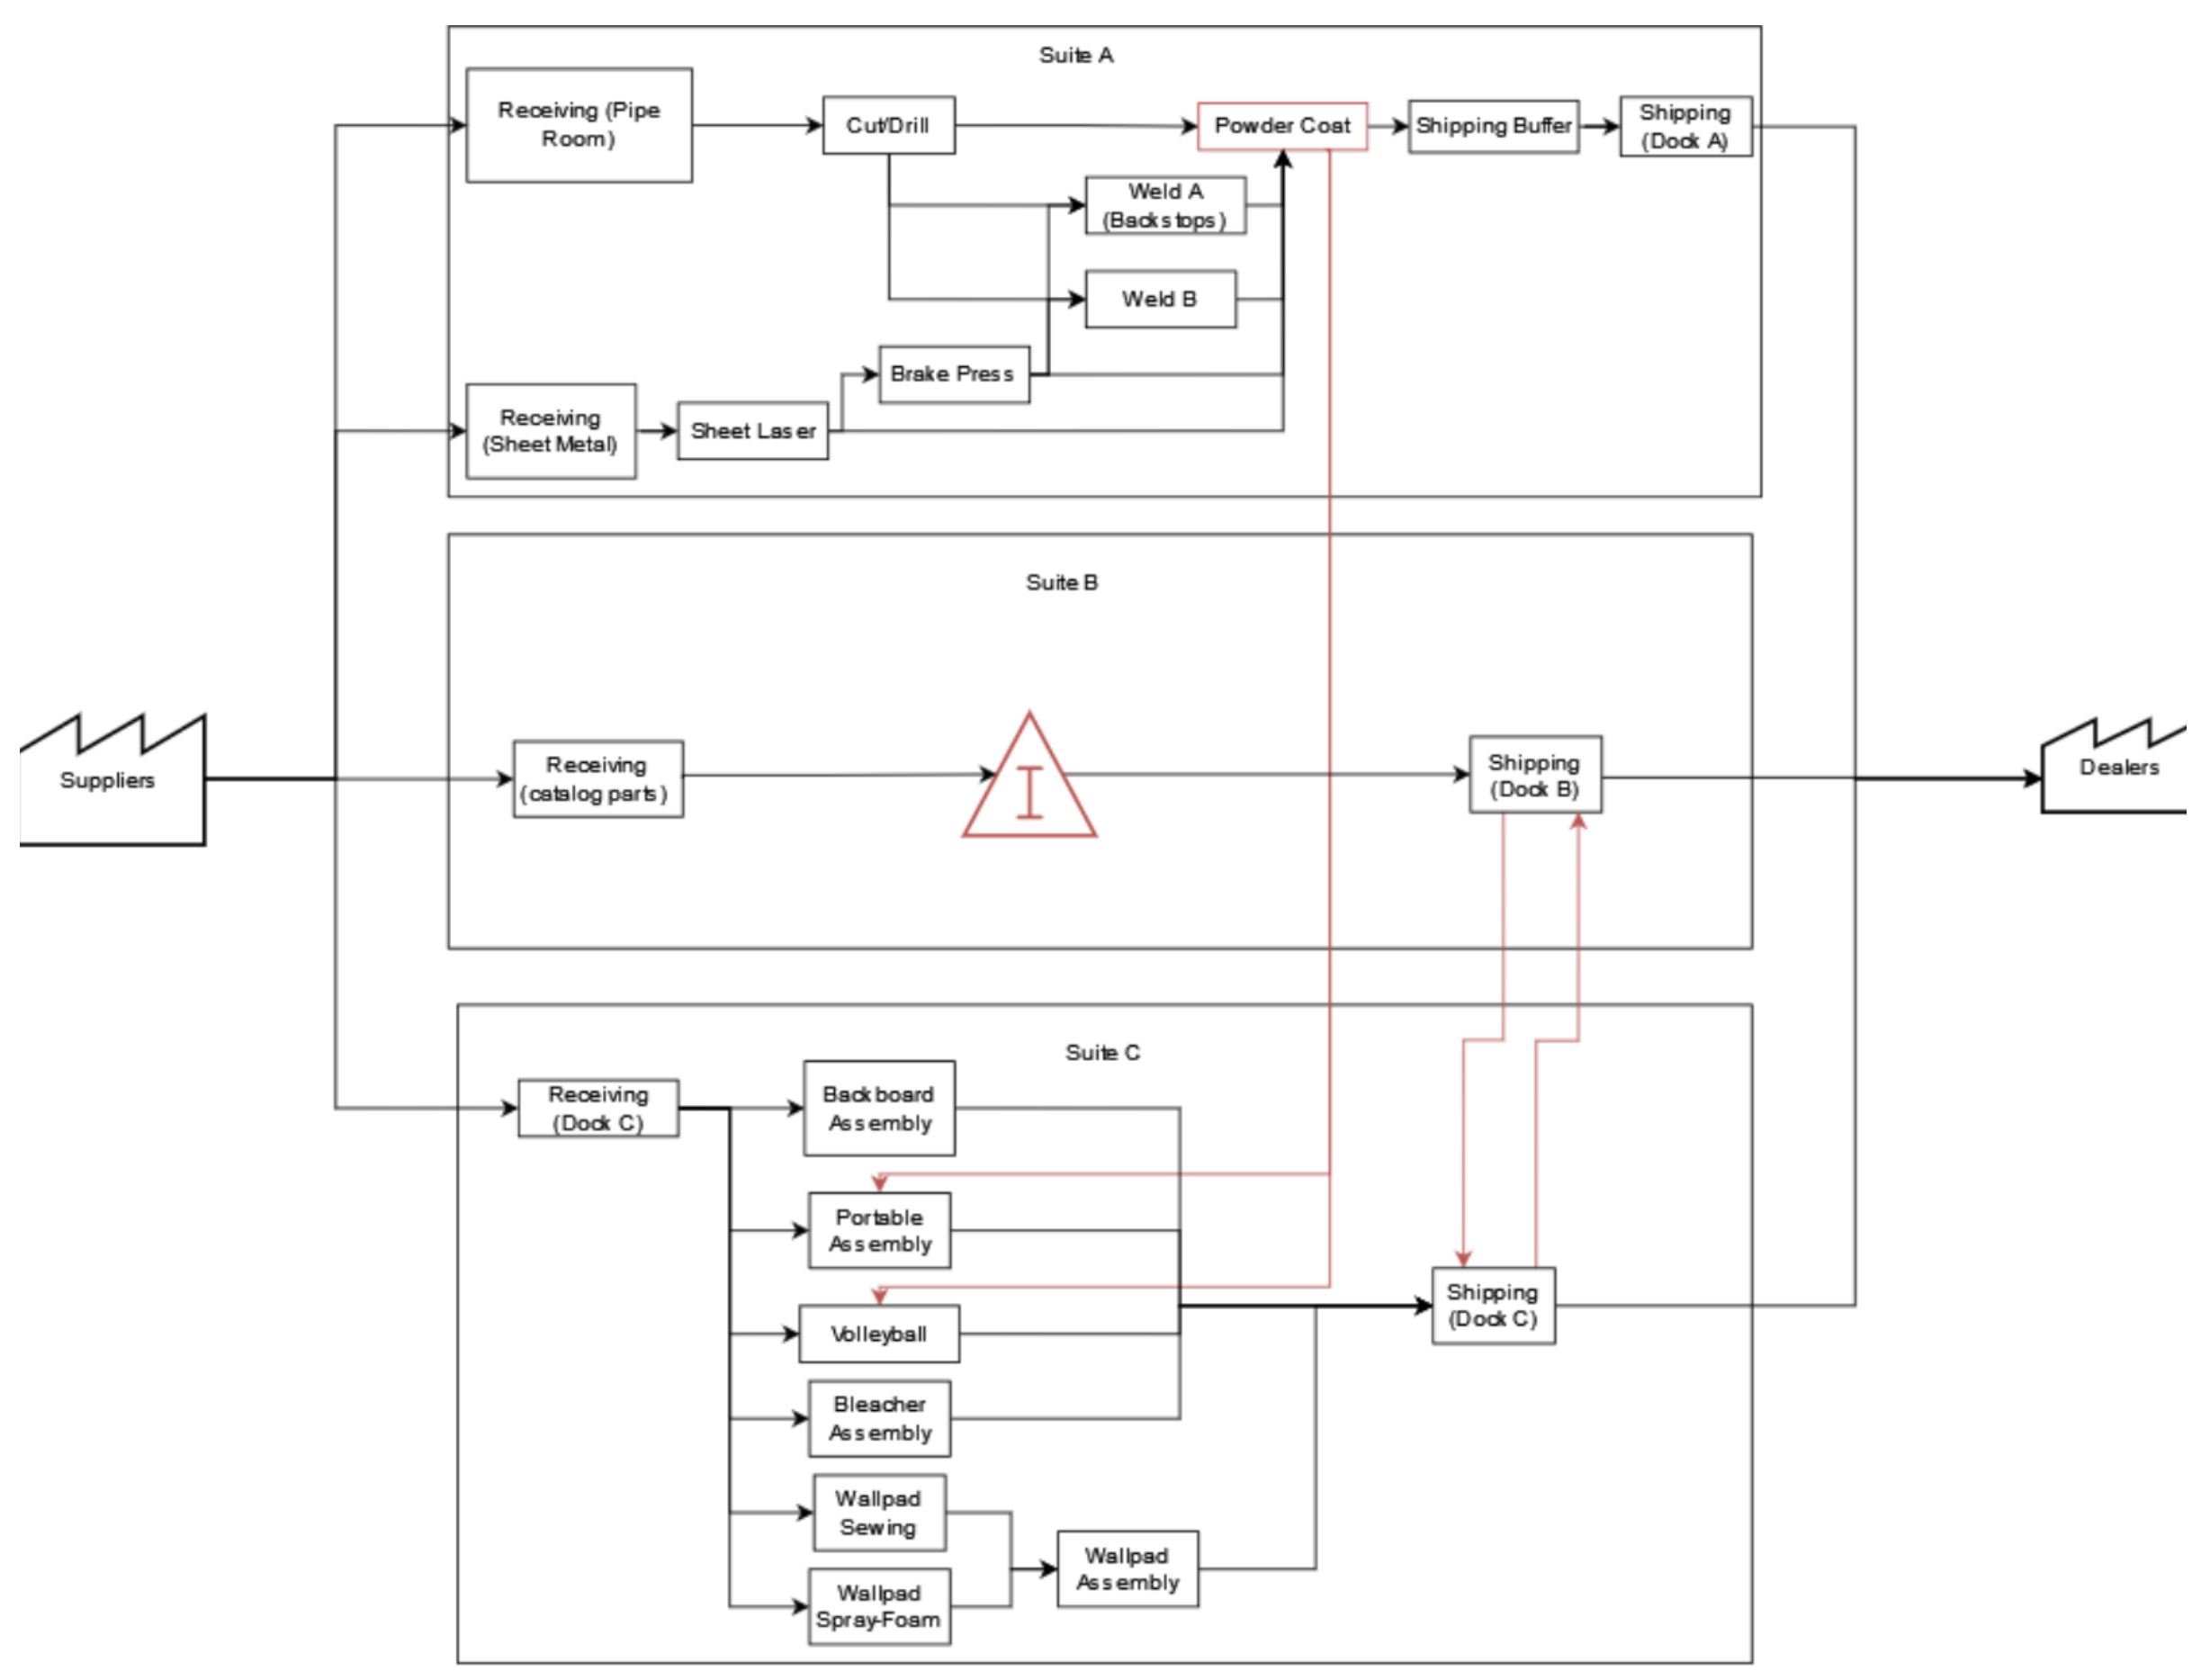 Suite A
Receiving (Pipe
Room)
Cut/Drill
Powder Coat
Shipping Buffer
Shipping
(Dock A)
Weld A
(Backstops)
Weld B
Brake Press
Receiving
(Sheet Metal)
Sheet Laser
Suite B
Suppliers
Receiving
(catalog parts)
I
Shipping
(Dock B)
Dealers
Suite C
Receiving
(Dock C)
Backboard
Assembly
Portable
Assembly
Volleyball
Shipping
(Dock C)
Bleacher
Assembly
Wallpad
Sewing
Wallpad
Assembly
Wallpad
Spray-Foam